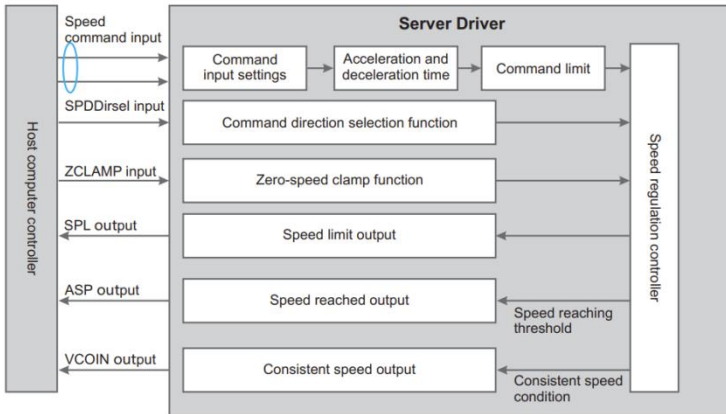 Server Driver
Speed
command input
Command
input settings
Acceleration and
deceleration time
Command limit
SPDDirsel input
Command direction selection function
ZCLAMP input
Zero-speed clamp function
SPL output
Speed limit output
ASP output
Speed reached output
Speed reaching
threshold
VCOIN output
Consistent speed output
Consistent speed
condition
Host computer controller
Speed regulation controller